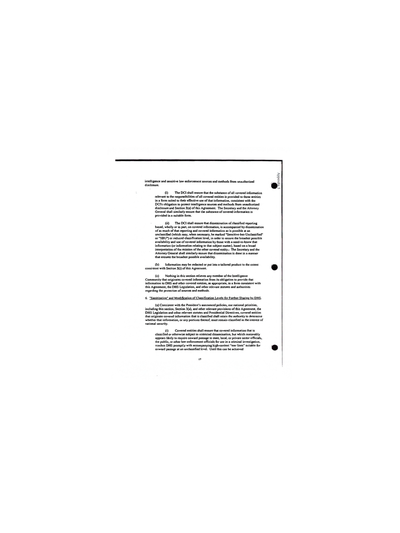 intelligence and sensitive law enforcement sources and methods from unauthorized
disclosure:
(i) The DCI shall ensure that the substance of all covered information
relevant to the responsibilities of all covered entities is provided to those entities
in a form suited to their effective use of that information, consistent with the
DCI's obligation to protect intelligence sources and methods from unauthorized
disclosure and Section 3(a) of this Agreement. The Secretary and the Attorney
General shall similarly ensure that the substance of covered information is
provided in a suitable form.
(ii) The DCI shall ensure that dissemination of classified reporting
based, wholly or in part, on covered information, is accompanied by dissemination
of as much of that reporting and covered information as is possible at an
unclassified (which may, when necessary, be marked "Sensitive but Unclassified"
or "SBU") or reduced classification level, in order to ensure the broadest possible
availability and use of covered information by those with a need to know that
information (or information relating to that subject matter), based on a broad
interpretation of the mission of the other covered entity. The Secretary and the
Attorney General shall similarly ensure that dissemination is done in a manner
that ensures the broadest possible availability.
(b) Information may be redacted or put into a tailored product to the extent
consistent with Section 3(a) of this Agreement.
(c) Nothing in this section relieves any member of the Intelligence
Community that originates covered information from its obligation to provide that
information to DHS and other covered entities, as appropriate, in a form consistent with
this Agreement, the DHS Legislation, and other relevant statutes and authorities
regarding the protection of sources and methods.
6. "Sanitization" and Modification of Classification Levels for Further Sharing by DHS.
(a) Consistent with the President's announced policies, our national priorities,
including this section, Section 3(a), and other relevant provisions of this Agreement, the
DHS Legislation and other relevant statutes and Presidential Directives, covered entities
that originate covered information that is classified shall retain the authority to determine
whether that information, or any portions thereof, must remain classified in the interest of
national security.
(i) Covered entities shall ensure that covered information that is
classified or otherwise subject to restricted dissemination, but which reasonably
appears likely to require onward passage to state, local, or private sector officials,
the public, or other law enforcement officials for use in a criminal investigation,
reaches DHS promptly with accompanying high-content "tear lines" suitable for
onward passage at an unclassified level. Until this can be achieved